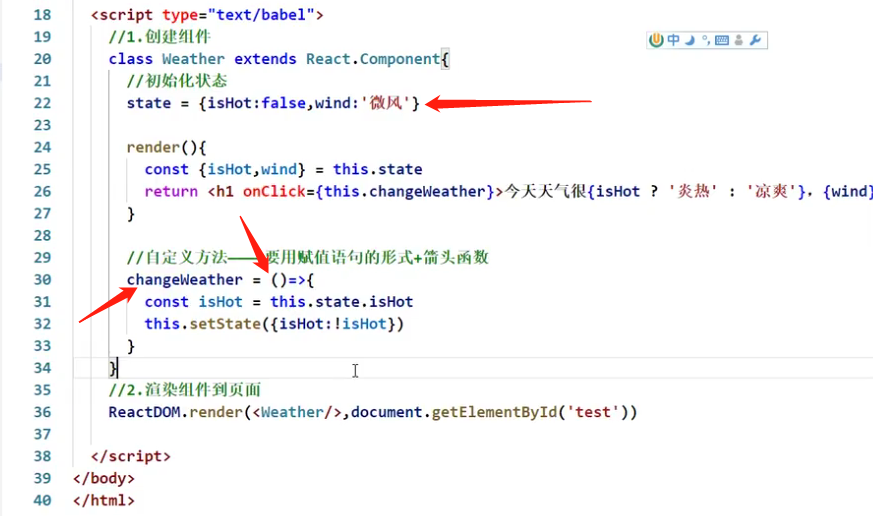 18 <script type="text/babel">
19 //1.创建组件
20 class Weather extends React.Component{
21 //初始化状态
22 state = {isHot:false,wind:'微风'}
23
24 render(){
25 const {isHot,wind} = this.state
26 return <h1 onClick={this.changeWeather}>今天天气很{isHot ? '炎热' : '凉爽'}，{wind}
27 }
28
29 //自定义方法————要用赋值语句的形式+箭头函数
30 changeWeather = ()=>{
31 const isHot = this.state.isHot
32 this.setState({isHot:!isHot})
33 }
34 }
35 //2.渲染组件到页面
36 ReactDOM.render(<Weather/>,document.getElementById('test'))
37
38 </script>
39 </body>
40 </html>
中